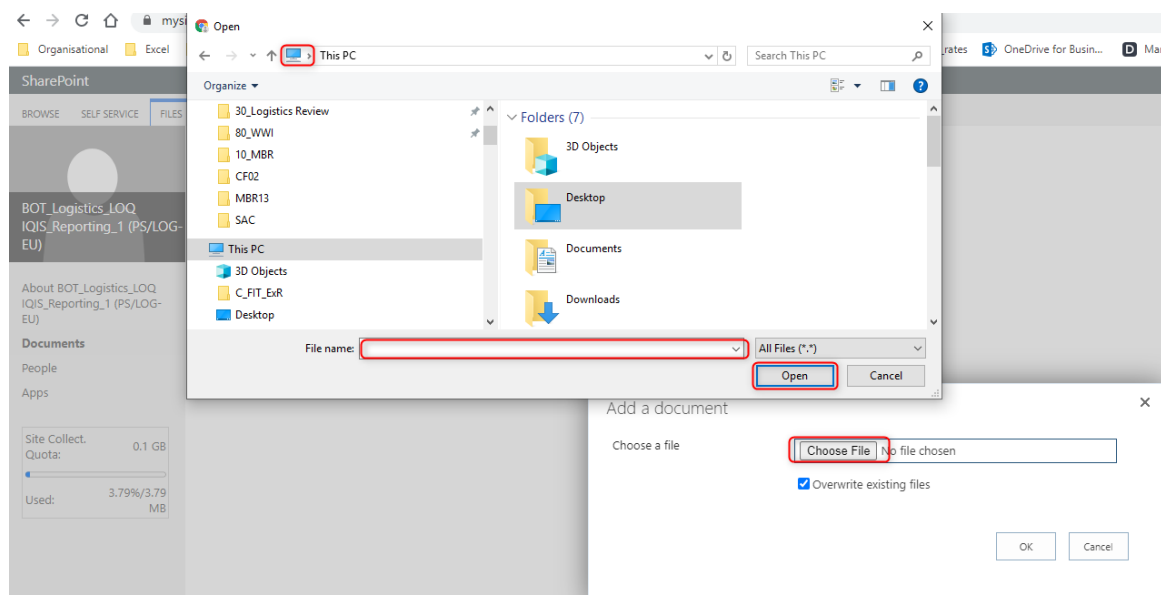 mysi
Organisational
Excel
_rates
OneDrive for Busin...
D
Mar
SharePoint
BROWSE SELF SERVICE FILES
BOT_Logistics_LOQ
IQIS_Reporting_1 (PS/LOG-
EU)
About BOT_Logistics_LOQ
IQIS_Reporting_1 (PS/LOG-
EU)
Documents
People
Apps
Site Collect.
Quota:
0.1 GB
Used:
3.79%/3.79
MB
Open
This PC
Search This PC
Organize
30_Logistics Review
80_WWI
10_MBR
CF02
MBR13
SAC
This PC
3D Objects
C_FIT_ExR
Desktop
Folders (7)
3D Objects
Desktop
Documents
Downloads
File name:
All Files (*.*)
Open
Cancel
Add a document
Choose a file
Choose File No file chosen
Overwrite existing files
OK
Cancel